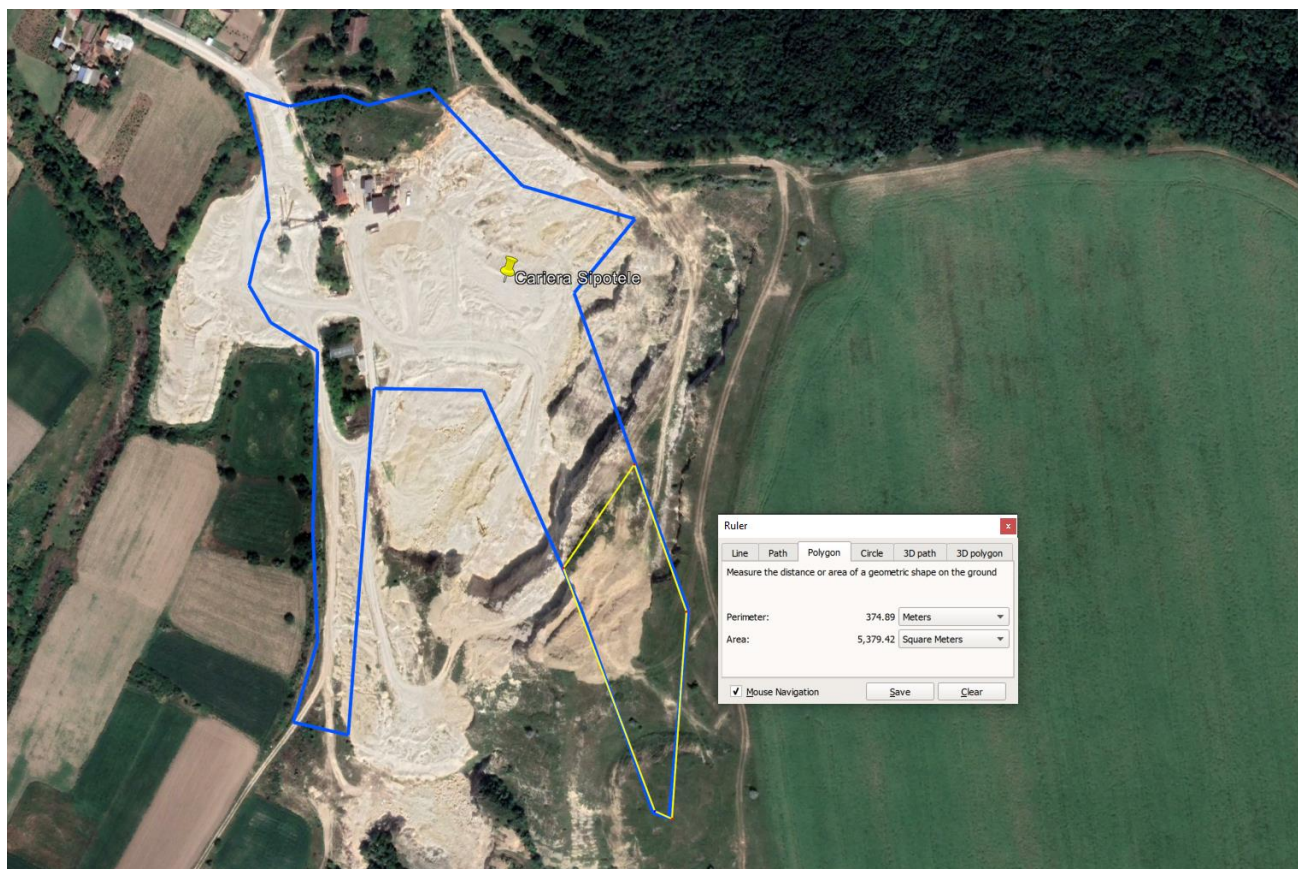 Cariera Sipotele
Ruler
x
Line Path Polygon Circle 3D path 3D polygon
Measure the distance or area of a geometric shape on the ground
Perimeter: 374.89 Meters
Area: 5,379.42 Square Meters
Mouse Navigation Save Clear